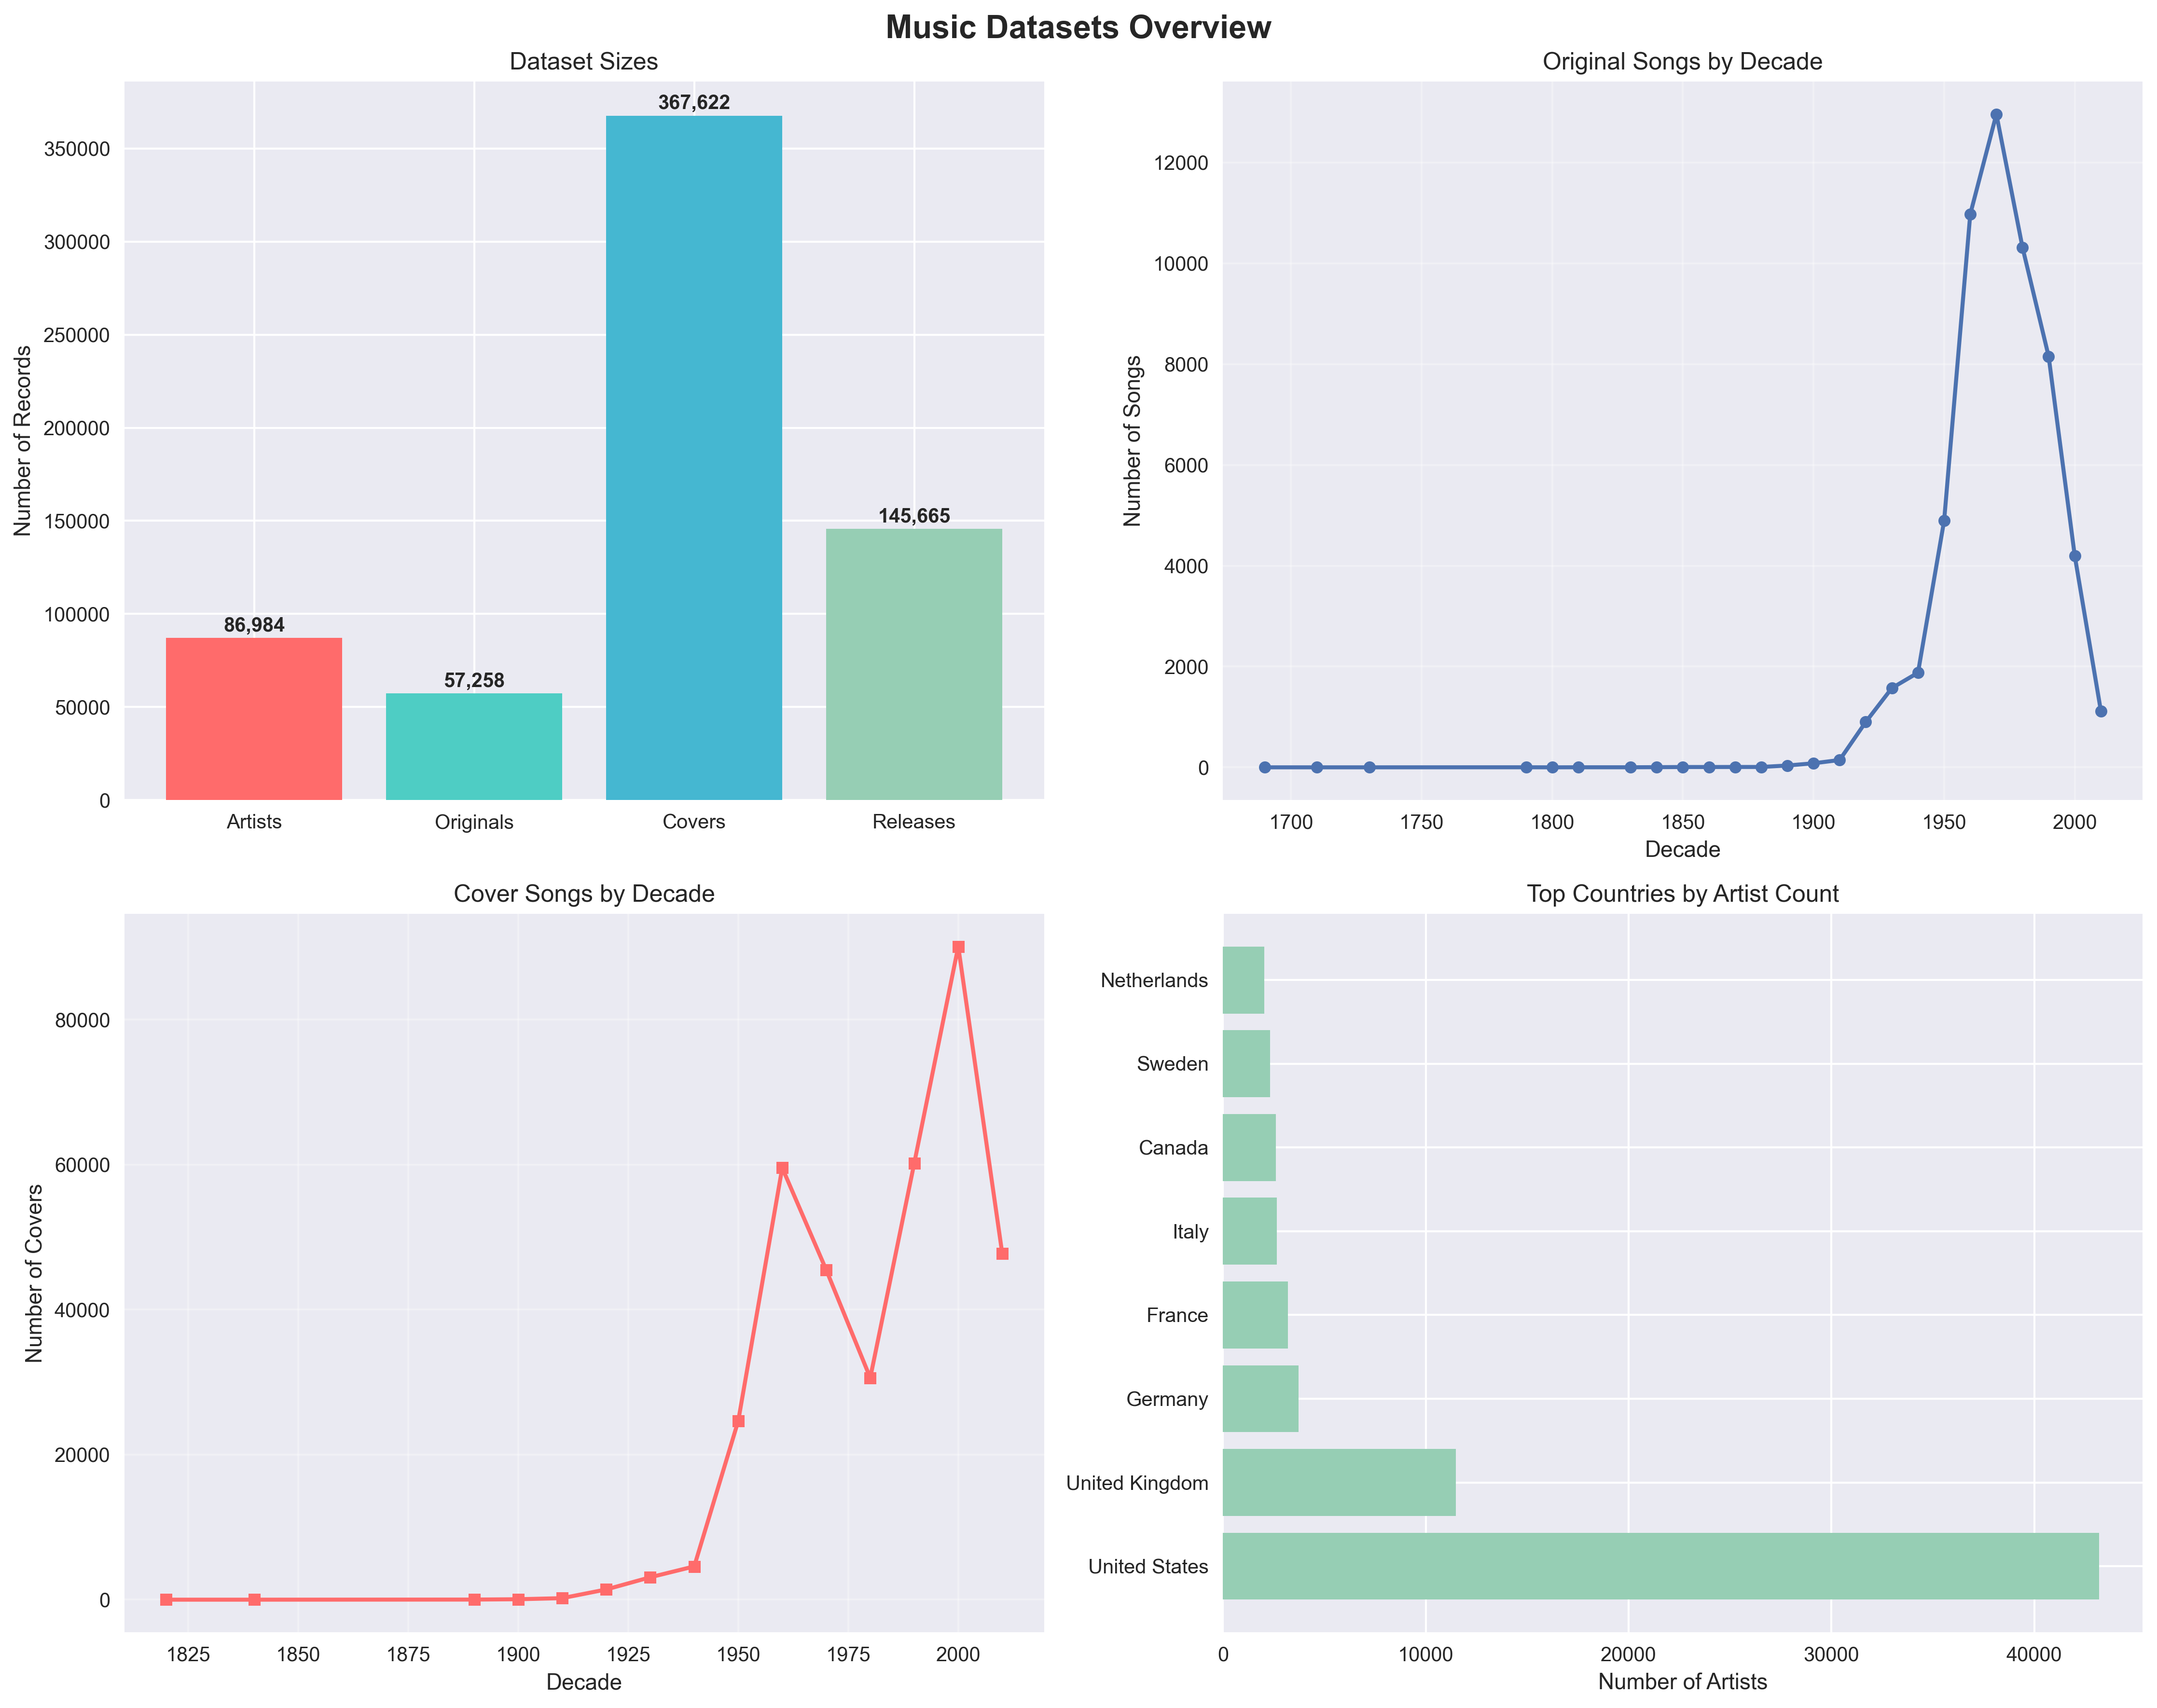 Music Datasets Overview
Dataset Sizes
Number of Records
350000
300000
250000
200000
150000
100000
50000
0
86,984
57,258
367,622
145,665
Artists
Originals
Covers
Releases
Original Songs by Decade
Number of Songs
12000
10000
8000
6000
4000
2000
0
1700
1750
1800
1850
1900
1950
2000
Decade
Cover Songs by Decade
Number of Covers
80000
60000
40000
20000
0
1825
1850
1875
1900
1925
1950
1975
2000
Decade
Top Countries by Artist Count
Netherlands
Sweden
Canada
Italy
France
Germany
United Kingdom
United States
0
10000
20000
30000
40000
Number of Artists